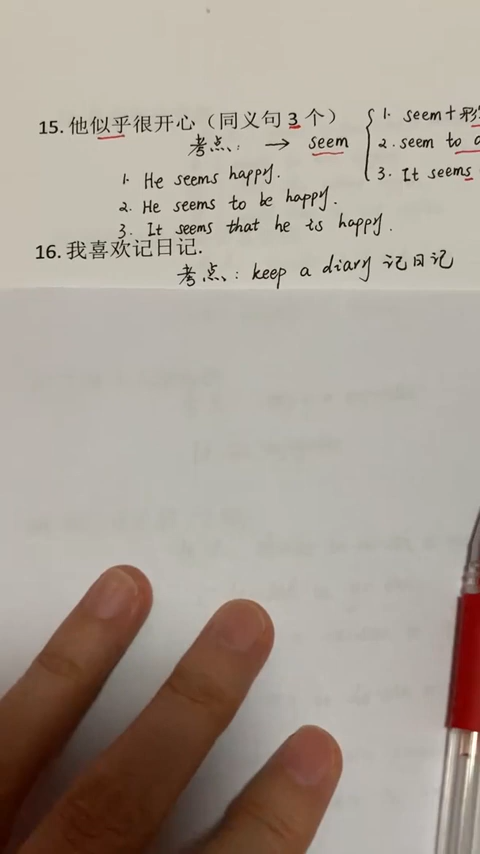 15. 他似乎很开心（同义句 3 个）
考点: → seem
1. seem + 形
2. seem to
3. It seems
1. He seems happy.
2. He seems to be happy.
3. It seems that he is happy.
16. 我喜欢记日记.
考点: keep a diary 记日记